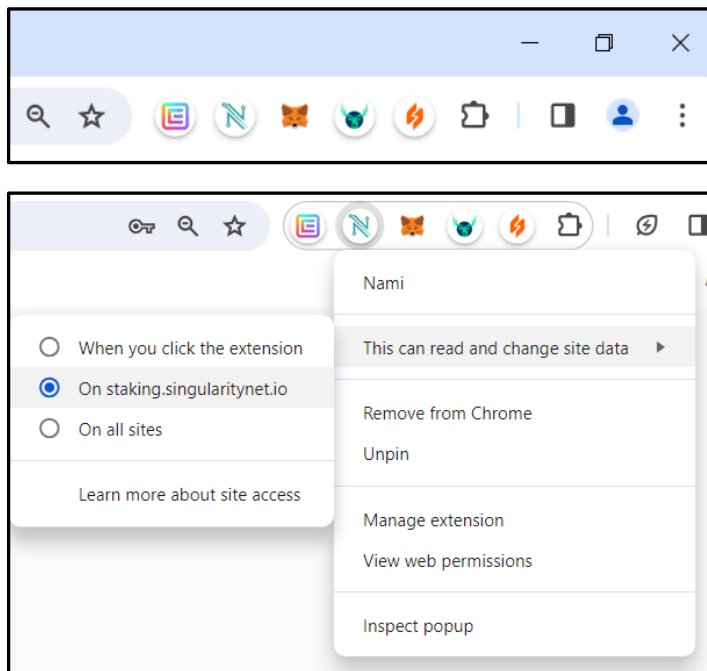 Nami
When you click the extension
This can read and change site data
On staking.singularitynet.io
Remove from Chrome
On all sites
Unpin
Learn more about site access
Manage extension
View web permissions
Inspect popup